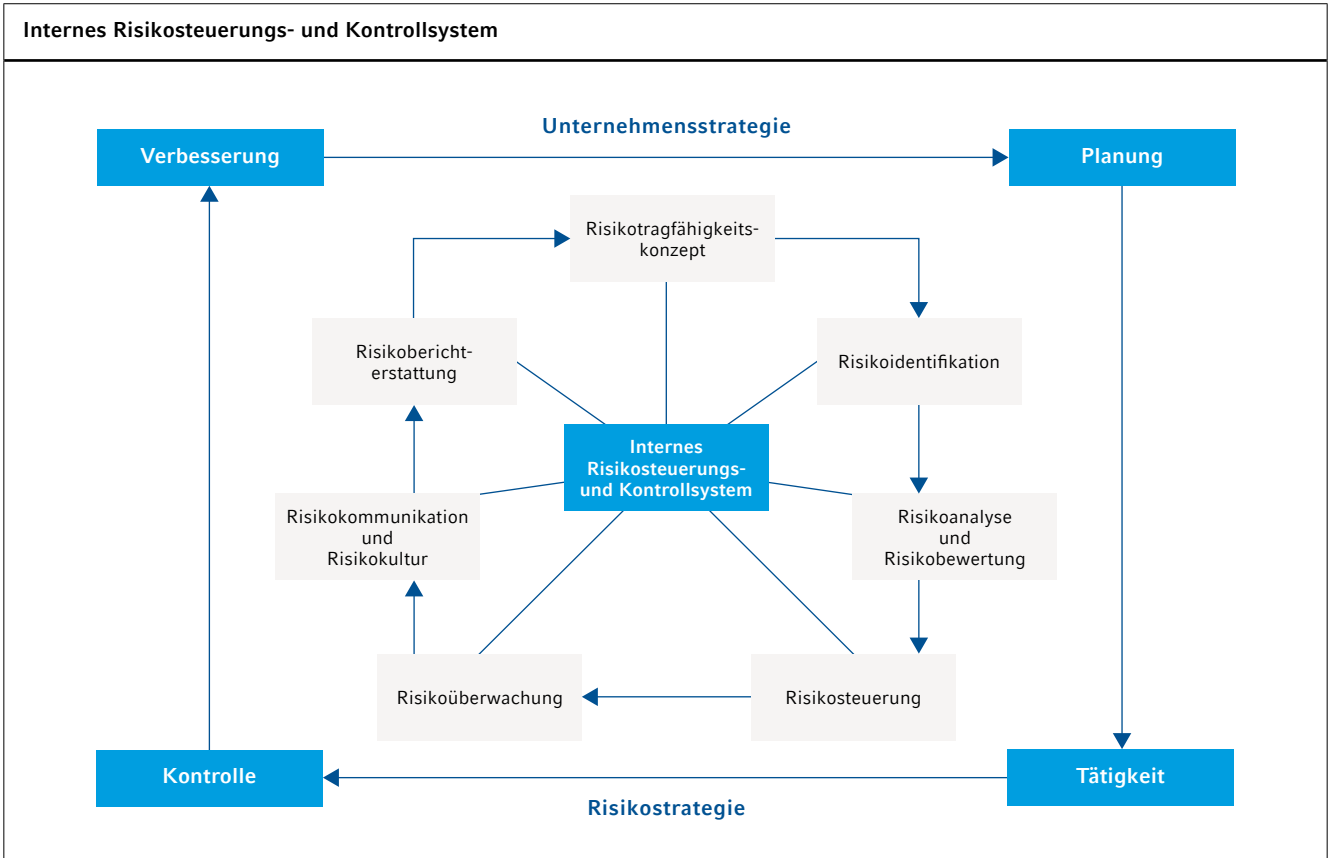 Internes Risikosteuerungs- und Kontrollsystem
Unternehmensstrategie
Verbesserung
Planung
Risikotragfähigkeits-
konzept
Risikobericht-
erstattung
Risikoidentifikation
Internes
Risikosteuerungs-
und Kontrollsystem
Risikokommunikation
und
Risikokultur
Risikoanalyse
und
Risikobewertung
Risikoüberwachung
Risikosteuerung
Kontrolle
Tätigkeit
Risikostrategie